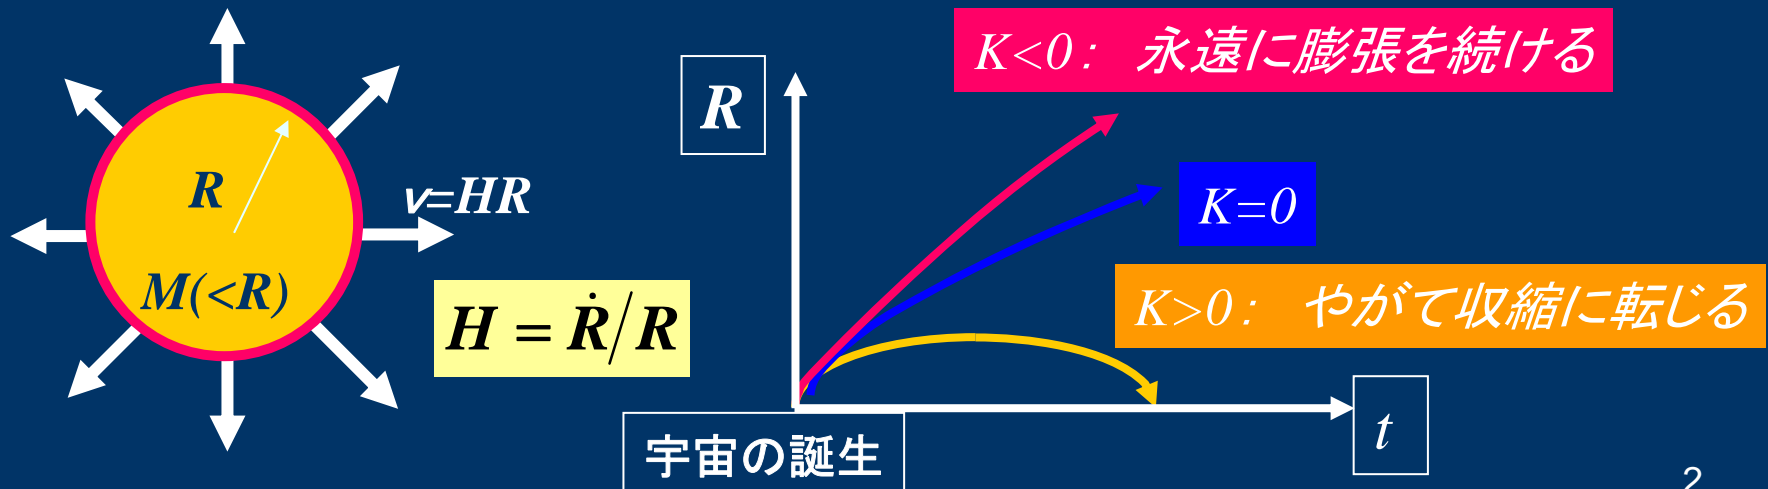 R
M(<R)
v=HR
H = Ṙ/R
R
K<0: 永遠に膨張を続ける
K=0
K>0: やがて収縮に転じる
t
宇宙の誕生
2